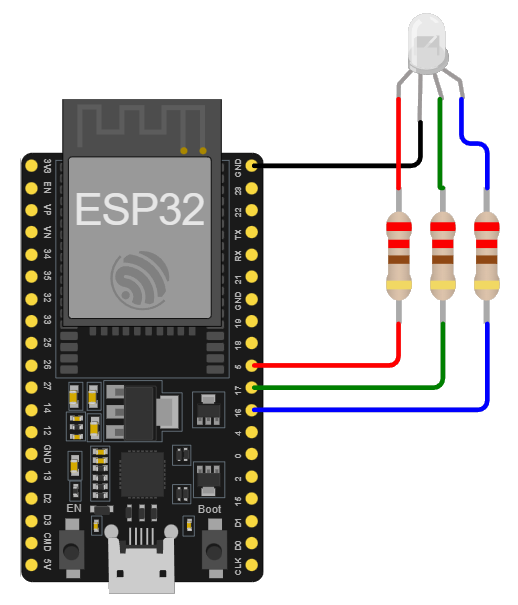 ESP32
3V3
EN
VP
VN
34
35
32
33
25
26
27
14
12
GND
13
D2
D3
CMD
5V
GND
23
22
TX
RX
21
GND
19
18
5
17
16
4
0
2
15
D1
D0
CLK
EN
Boot